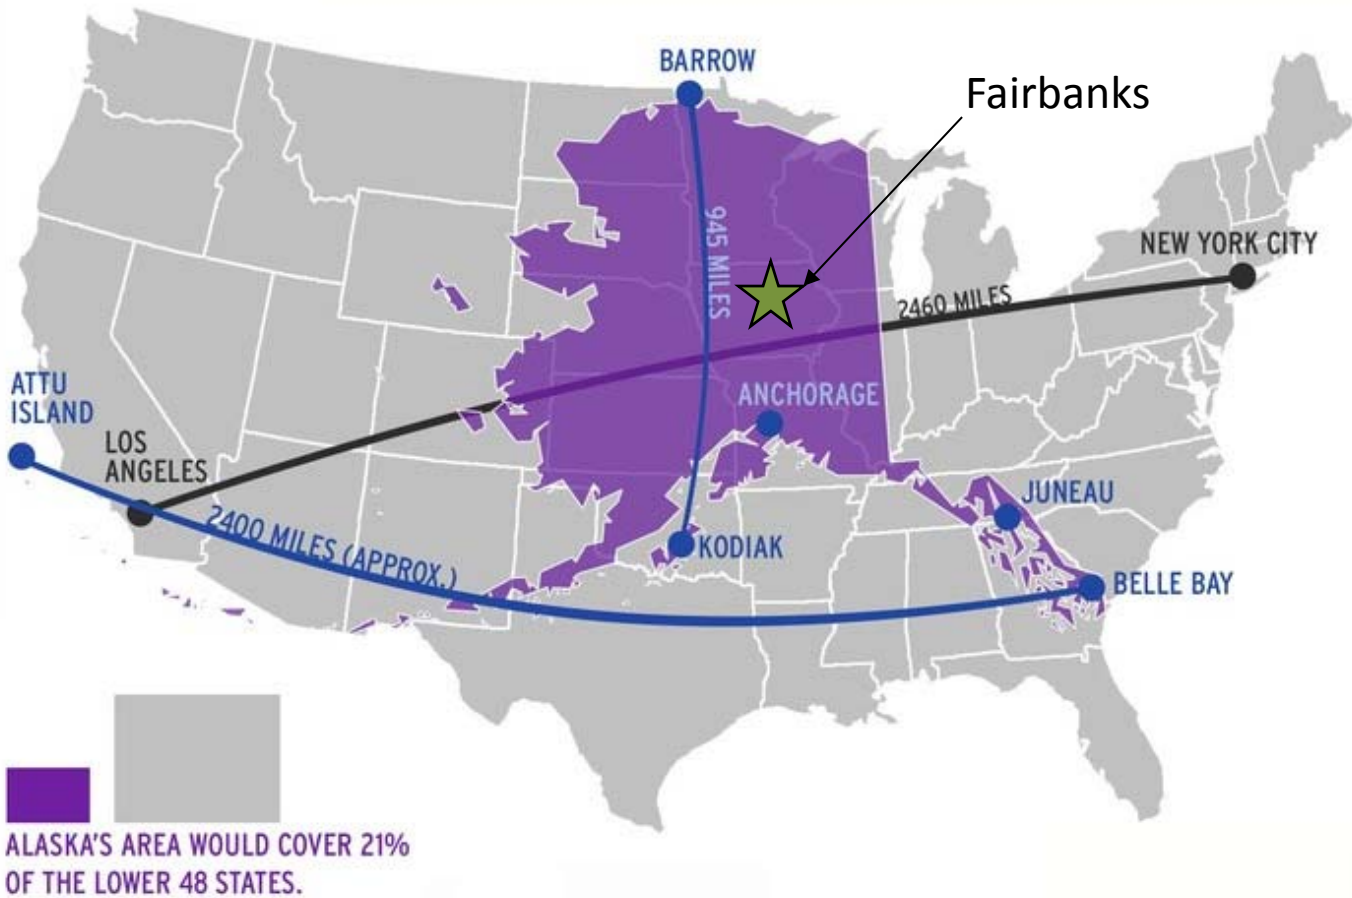 BARROW
Fairbanks
945 MILES
NEW YORK CITY
2460 MILES
ATTU
ISLAND
ANCHORAGE
LOS
ANGELES
JUNEAU
2400 MILES (APPROX.)
KODIAK
BELLE BAY
ALASKA'S AREA WOULD COVER 21%
OF THE LOWER 48 STATES.